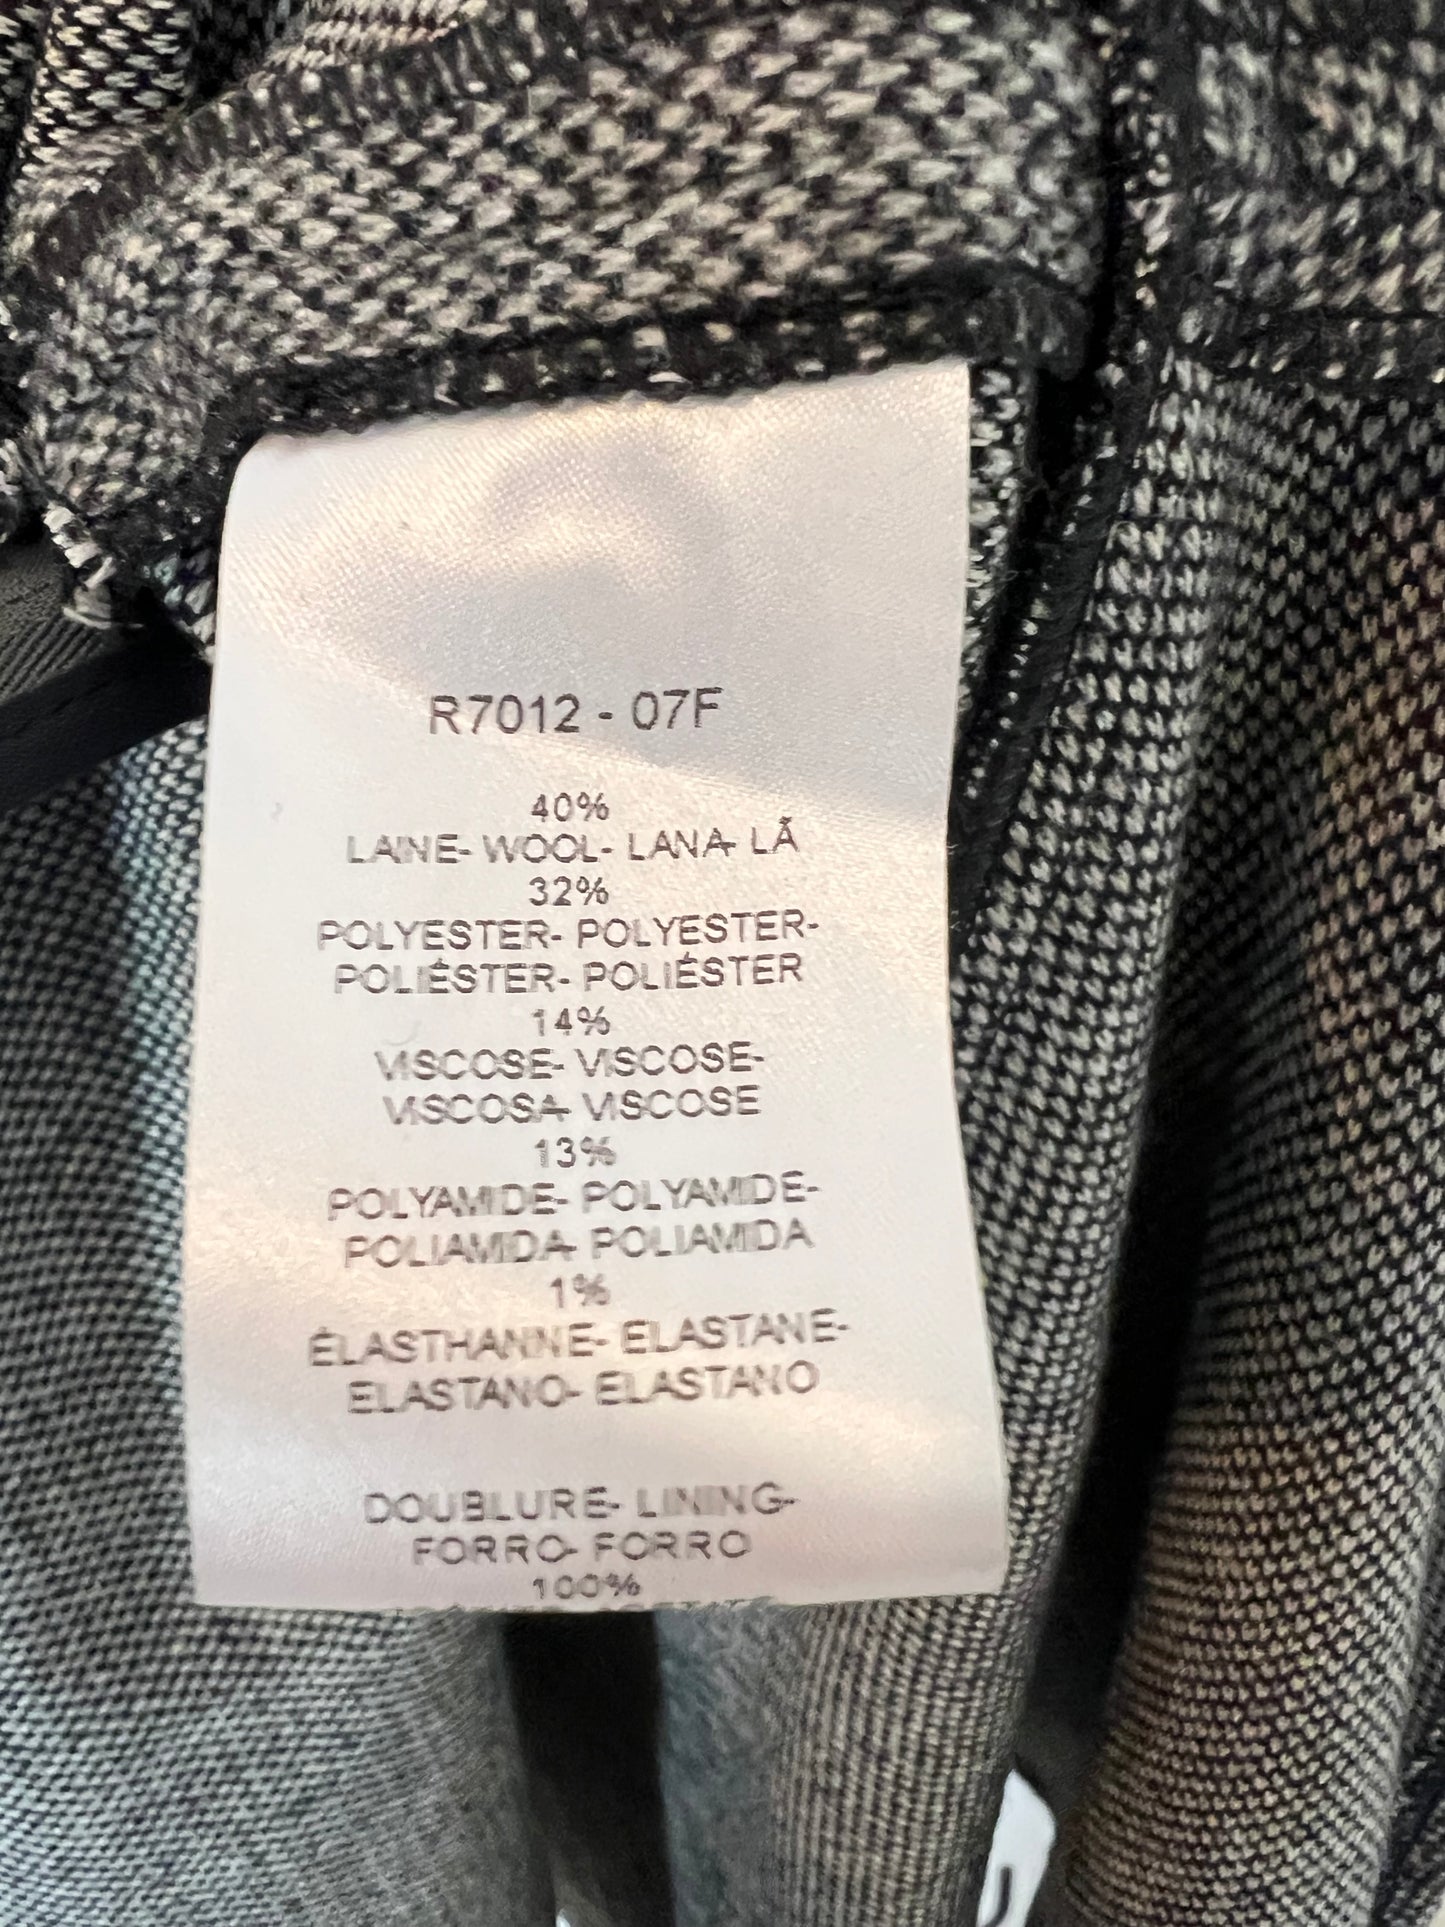 R7012 - 07F
40%
LAINE- WOOL- LANA- LÃ
32%
POLYESTER- POLYESTER-
POLIÉSTER- POLIÉSTER
14%
VISCOSE- VISCOSE-
VISCOSA- VISCOSE
13%
POLYAMIDE- POLYAMIDE-
POLIAMIDA- POLIAMIDA
1%
ÉLASTHANNE- ELASTANE-
ELASTANO- ELASTANO
DOUBLURE- LINING-
FORRO- FORRO
100%